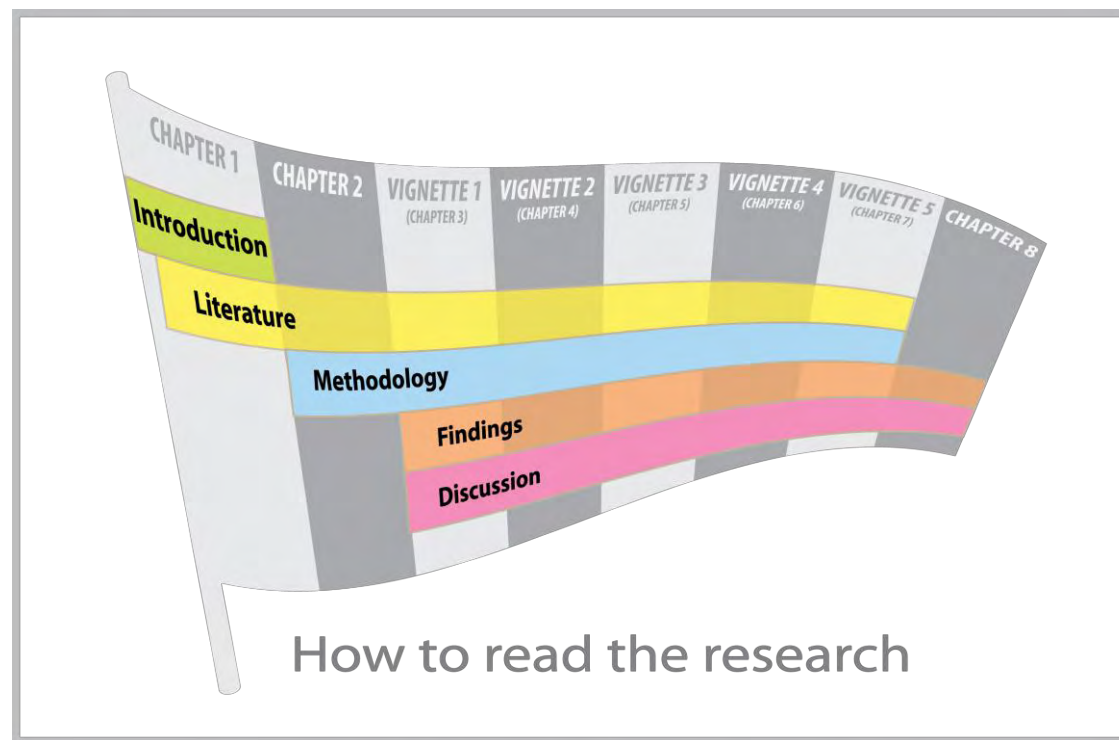 CHAPTER 1
CHAPTER 2
VIGNETTE 1
(CHAPTER 3)
VIGNETTE 2
(CHAPTER 4)
VIGNETTE 3
(CHAPTER 5)
VIGNETTE 4
(CHAPTER 6)
VIGNETTE 5
(CHAPTER 7)
CHAPTER 8
Introduction
Literature
Methodology
Findings
Discussion
How to read the research